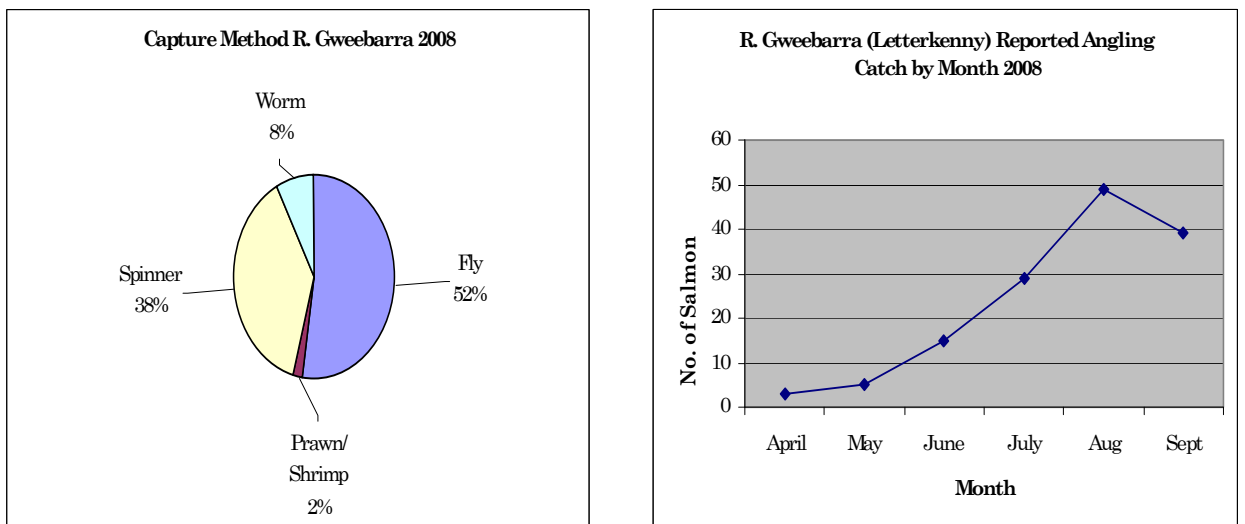 Capture Method R. Gweebarra 2008
Worm
8%
Spinner
38%
Fly
52%
Prawn/
Shrimp
2%
R. Gweebarra (Letterkenny) Reported Angling
Catch by Month 2008
No. of Salmon
60
50
40
30
20
10
0
April May June July Aug Sept
Month